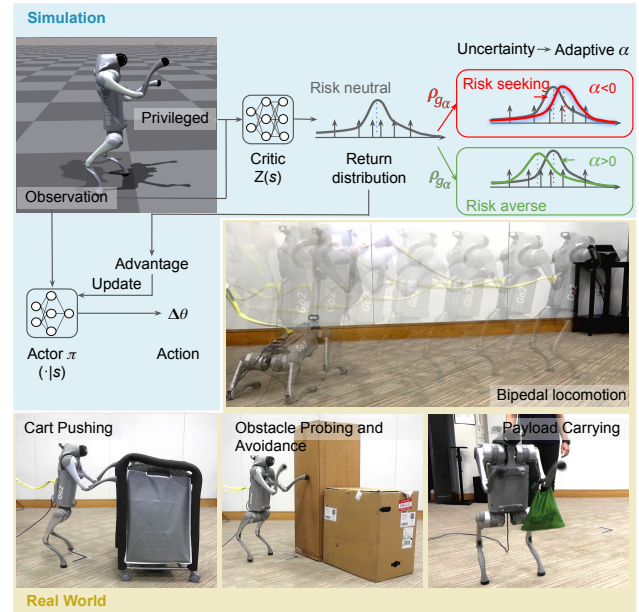 Simulation
Uncertainty → Adaptive α
Privileged
Risk neutral
ρgα
Risk seeking
α<0
Critic
Z(s)
Return
distribution
ρgα
α>0
Risk averse
Observation
Advantage
Update
Δθ
Actor π
(·|s)
Action
Go2
Bipedal locomotion
Cart Pushing
Obstacle Probing and
Avoidance
Payload Carrying
Real World